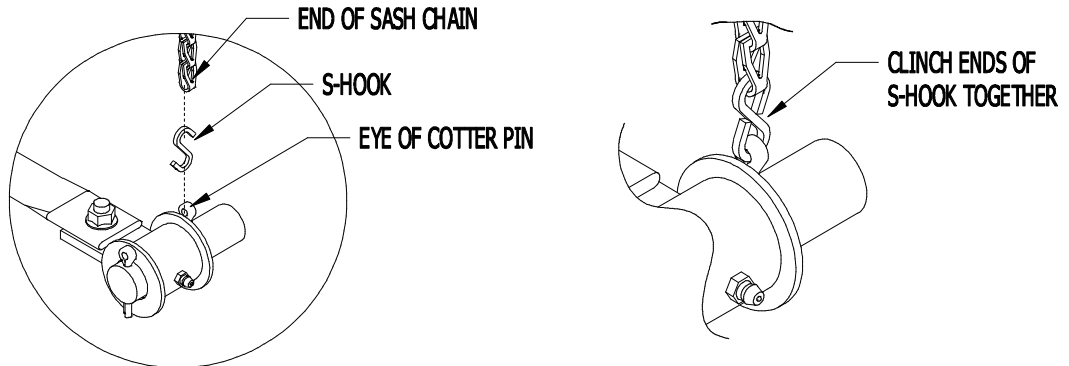 END OF SASH CHAIN
S-HOOK
EYE OF COTTER PIN
CLINCH ENDS OF
S-HOOK TOGETHER